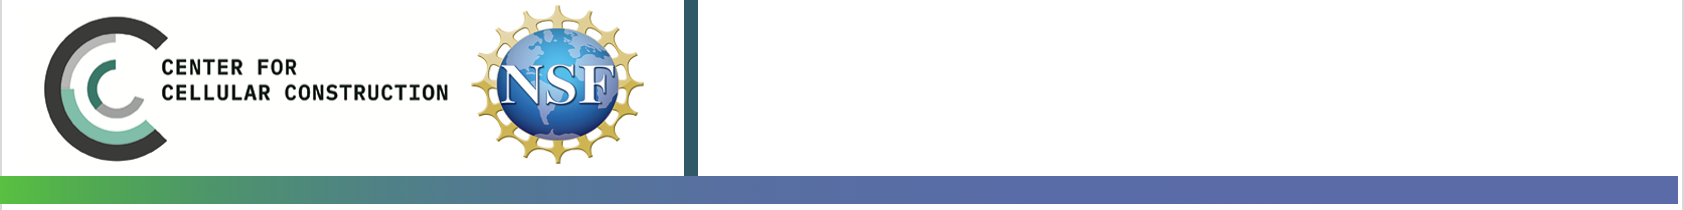 CENTER FOR
CELLULAR CONSTRUCTION
NSF